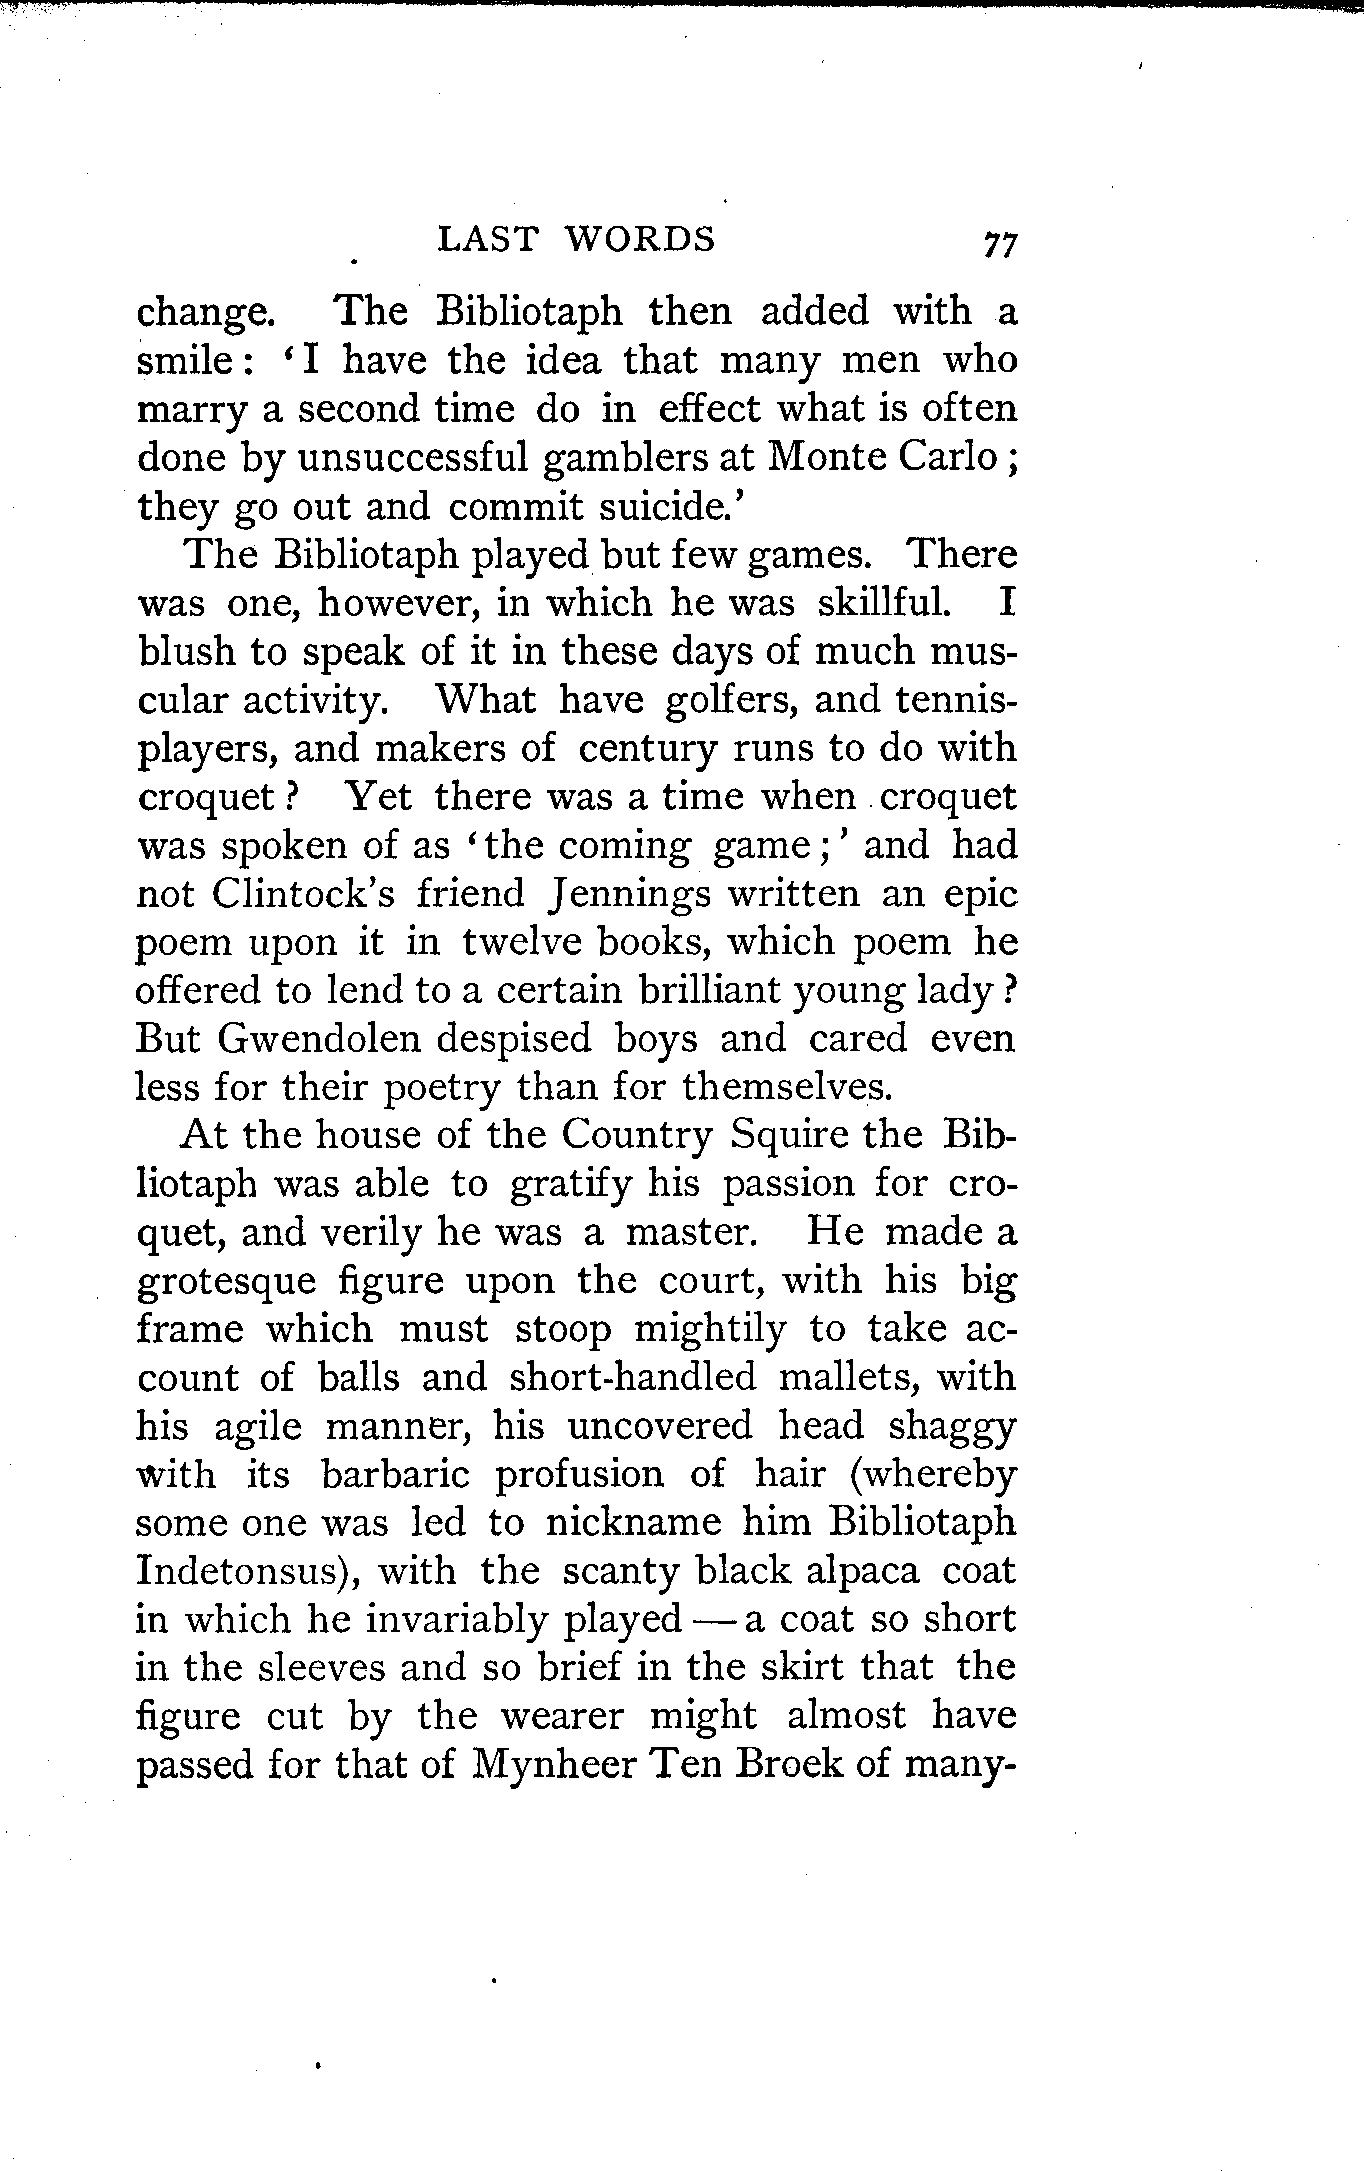 LAST WORDS 77
change. The Bibliotaph then added with a
smile: 'I have the idea that many men who
marry a second time do in effect what is often
done by unsuccessful gamblers at Monte Carlo;
they go out and commit suicide.'
The Bibliotaph played but few games. There
was one, however, in which he was skillful. I
blush to speak of it in these days of much mus-
cular activity. What have golfers, and tennis-
players, and makers of century runs to do with
croquet? Yet there was a time when croquet
was spoken of as 'the coming game;' and had
not Clintock's friend Jennings written an epic
poem upon it in twelve books, which poem he
offered to lend to a certain brilliant young lady?
But Gwendolen despised boys and cared even
less for their poetry than for themselves.
At the house of the Country Squire the Bib-
liotaph was able to gratify his passion for cro-
quet, and verily he was a master. He made a
grotesque figure upon the court, with his big
frame which must stoop mightily to take ac-
count of balls and short-handled mallets, with
his agile manner, his uncovered head shaggy
with its barbaric profusion of hair (whereby
some one was led to nickname him Bibliotaph
Indetonsus), with the scanty black alpaca coat
in which he invariably played — a coat so short
in the sleeves and so brief in the skirt that the
figure cut by the wearer might almost have
passed for that of Mynheer Ten Broek of many-